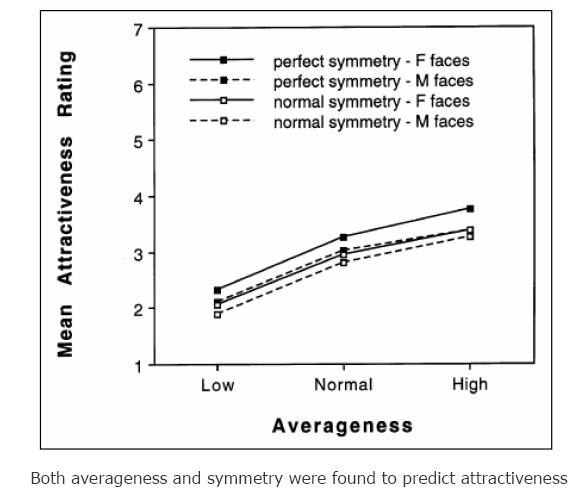 7
perfect symmetry - F faces
6
perfect symmetry - M faces
normal symmetry - F faces
normal symmetry - M faces
5
4
3
2
1
Mean Attractiveness Rating
Low Normal High
Averageness
Both averageness and symmetry were found to predict attractiveness